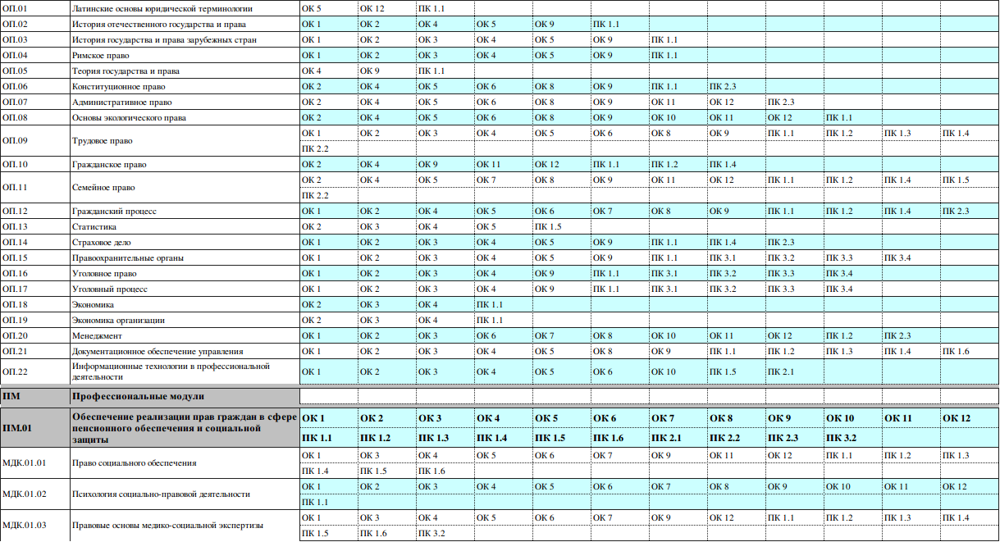 ОП.01 Латинские основы юридической терминологии ОК 5 ОК 12 ПК 1.1
ОП.02 История отечественного государства и права ОК 1 ОК 2 ОК 4 ОК 5 ОК 9 ПК 1.1
ОП.03 История государства и права зарубежных стран ОК 1 ОК 2 ОК 3 ОК 4 ОК 5 ОК 9 ПК 1.1
ОП.04 Римское право ОК 1 ОК 2 ОК 3 ОК 4 ОК 5 ОК 9 ПК 1.1
ОП.05 Теория государства и права ОК 4 ОК 9 ПК 1.1
ОП.06 Конституционное право ОК 2 ОК 4 ОК 5 ОК 6 ОК 8 ОК 9 ПК 1.1 ПК 2.3
ОП.07 Административное право ОК 2 ОК 4 ОК 5 ОК 6 ОК 8 ОК 9 ОК 11 ОК 12 ПК 2.3
ОП.08 Основы экологического права ОК 2 ОК 4 ОК 5 ОК 6 ОК 8 ОК 9 ОК 10 ОК 11 ОК 12 ПК 1.1
ОП.09 Трудовое право ОК 1 ОК 2 ОК 3 ОК 4 ОК 5 ОК 6 ОК 8 ОК 9 ПК 1.1 ПК 1.2 ПК 1.3 ПК 1.4
ПК 2.2
ОП.10 Гражданское право ОК 2 ОК 4 ОК 9 ОК 11 ОК 12 ПК 1.1 ПК 1.2 ПК 1.4
ОП.11 Семейное право ОК 2 ОК 4 ОК 5 ОК 7 ОК 8 ОК 9 ОК 11 ОК 12 ПК 1.1 ПК 1.2 ПК 1.4 ПК 1.5
ПК 2.2
ОП.12 Гражданский процесс ОК 1 ОК 2 ОК 4 ОК 5 ОК 6 ОК 7 ОК 8 ОК 9 ПК 1.1 ПК 1.2 ПК 1.4 ПК 2.3
ОП.13 Статистика ОК 2 ОК 3 ОК 4 ОК 5 ПК 1.5
ОП.14 Страховое дело ОК 1 ОК 2 ОК 3 ОК 4 ОК 5 ОК 9 ПК 1.1 ПК 1.4 ПК 2.3
ОП.15 Правоохранительные органы ОК 1 ОК 2 ОК 3 ОК 4 ОК 5 ОК 9 ПК 1.1 ПК 3.1 ПК 3.2 ПК 3.3 ПК 3.4
ОП.16 Уголовное право ОК 1 ОК 2 ОК 3 ОК 4 ОК 9 ПК 1.1 ПК 3.1 ПК 3.2 ПК 3.3 ПК 3.4
ОП.17 Уголовный процесс ОК 1 ОК 2 ОК 3 ОК 4 ОК 9 ПК 1.1 ПК 3.1 ПК 3.2 ПК 3.3 ПК 3.4
ОП.18 Экономика ОК 2 ОК 3 ОК 4 ПК 1.1
ОП.19 Экономика организации ОК 2 ОК 3 ОК 4 ПК 1.1
ОП.20 Менеджмент ОК 1 ОК 2 ОК 3 ОК 6 ОК 7 ОК 8 ОК 10 ОК 11 ОК 12 ПК 1.2 ПК 2.3
ОП.21 Документационное обеспечение управления ОК 1 ОК 2 ОК 3 ОК 4 ОК 5 ОК 8 ОК 9 ПК 1.1 ПК 1.2 ПК 1.3 ПК 1.4 ПК 1.6
ОП.22 Информационные технологии в профессиональной
деятельности ОК 1 ОК 2 ОК 3 ОК 4 ОК 5 ОК 6 ОК 10 ПК 1.5 ПК 2.1
ПМ Профессиональные модули
ПМ.01 Обеспечение реализации прав граждан в сфере
пенсионного обеспечения и социальной
защиты
ОК 1 ОК 2 ОК 3 ОК 4 ОК 5 ОК 6 ОК 7 ОК 8 ОК 9 ОК 10 ОК 11 ОК 12
ПК 1.1 ПК 1.2 ПК 1.3 ПК 1.4 ПК 1.5 ПК 1.6 ПК 2.1 ПК 2.2 ПК 2.3 ПК 3.2
МДК.01.01 Право социального обеспечения ОК 1 ОК 3 ОК 4 ОК 5 ОК 6 ОК 7 ОК 9 ОК 11 ОК 12 ПК 1.1 ПК 1.2 ПК 1.3
ПК 1.4 ПК 1.5 ПК 1.6
МДК.01.02 Психология социально-правовой деятельности ОК 1 ОК 2 ОК 3 ОК 4 ОК 5 ОК 6 ОК 7 ОК 8 ОК 9 ОК 10 ОК 11 ОК 12
ПК 1.1
МДК.01.03 Правовые основы медико-социальной экспертизы ОК 1 ОК 3 ОК 4 ОК 5 ОК 6 ОК 7 ОК 9 ОК 12 ПК 1.1 ПК 1.2 ПК 1.3 ПК 1.4
ПК 1.5 ПК 1.6 ПК 3.2